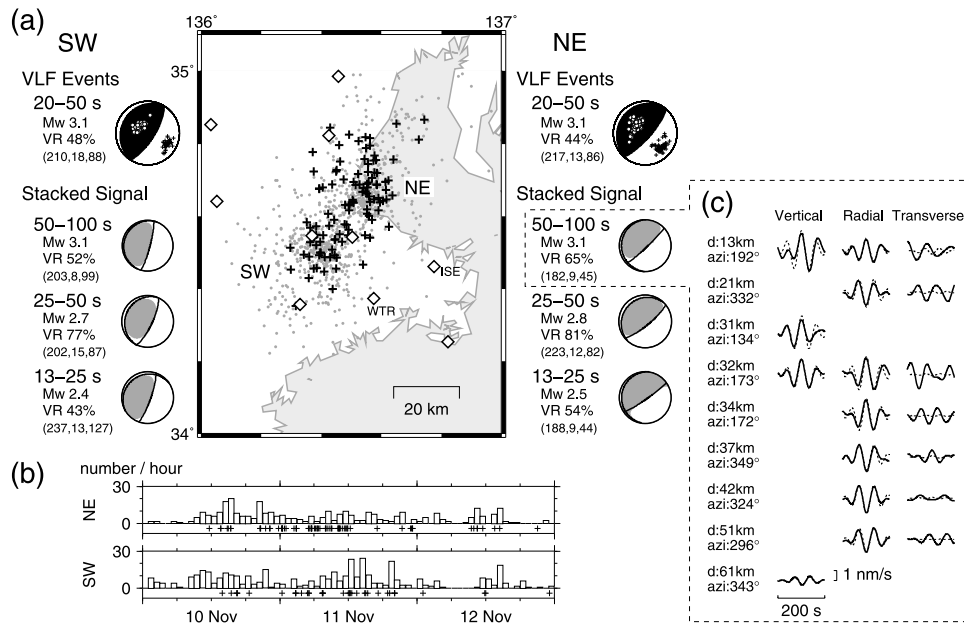 (a)
136°
137°
SW
NE
VLF Events
20–50 s
Mw 3.1
VR 48%
(210,18,88)
Stacked Signal
50–100 s
Mw 3.1
VR 52%
(203,8,99)
25–50 s
Mw 2.7
VR 77%
(202,15,87)
13–25 s
Mw 2.4
VR 43%
(237,13,127)
35°
34°
NE
SW
ISE
WTR
20 km
VLF Events
20–50 s
Mw 3.1
VR 44%
(217,13,86)
Stacked Signal
50–100 s
Mw 3.1
VR 65%
(182,9,45)
25–50 s
Mw 2.8
VR 81%
(223,12,82)
13–25 s
Mw 2.5
VR 54%
(188,9,44)
(b)
number / hour
30
0
NE
30
0
SW
10 Nov
11 Nov
12 Nov
(c)
Vertical
Radial
Transverse
d:13km
azi:192°
d:21km
azi:332°
d:31km
azi:134°
d:32km
azi:173°
d:34km
azi:172°
d:37km
azi:349°
d:42km
azi:324°
d:51km
azi:296°
d:61km
azi:343°
1 nm/s
200 s